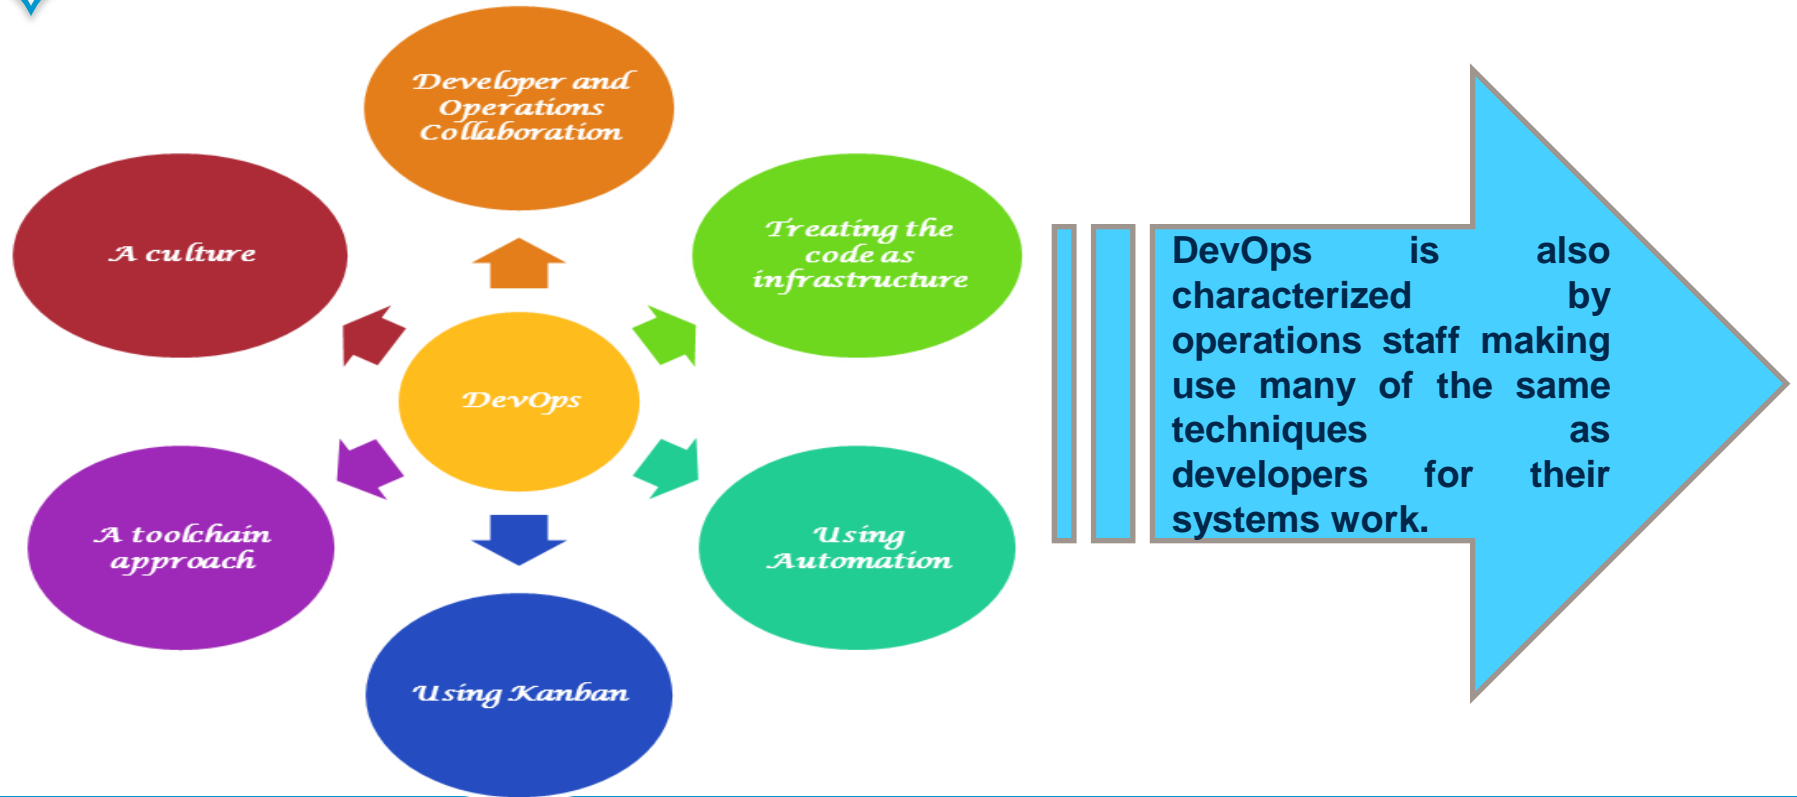 Developer and
Operations
Collaboration
Treating the
code as
infrastructure
Using
Automation
Using Kanban
A toolchain
approach
A culture
DevOps
DevOps is also
characterized by
operations staff making
use many of the same
techniques as
developers for their
systems work.